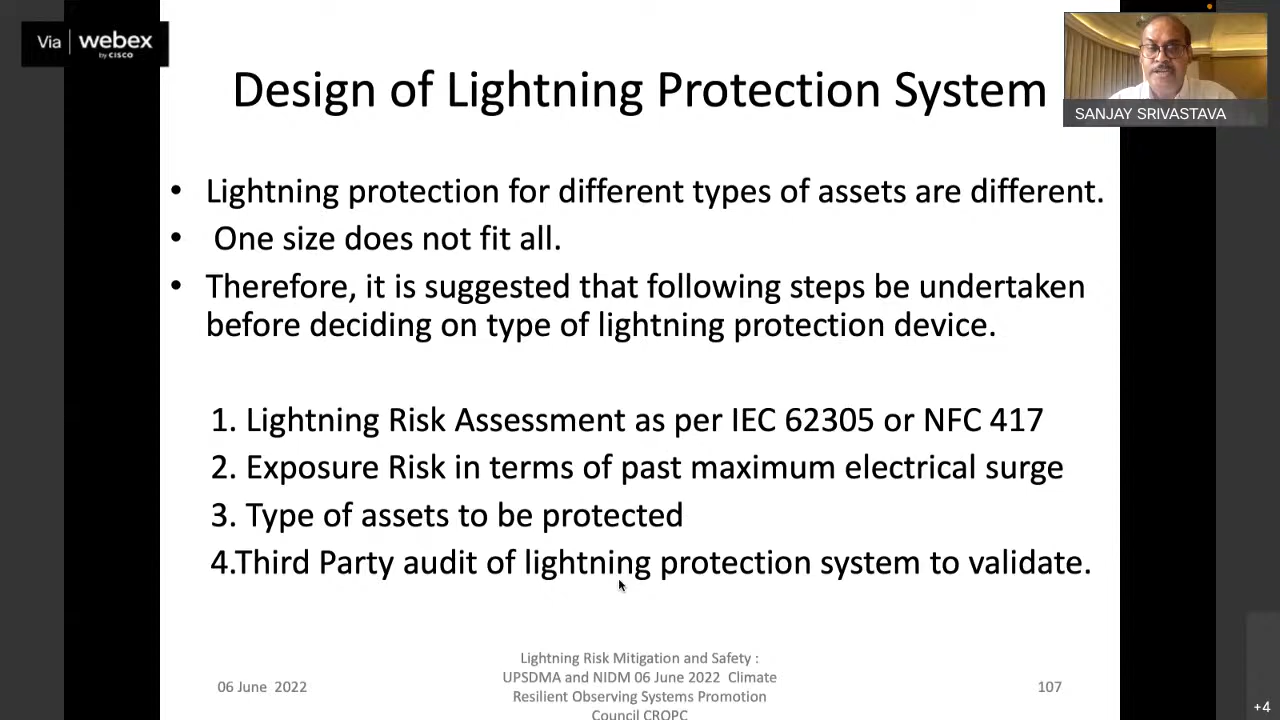 Via | webex
by CISCO
Design of Lightning Protection System
SANJAY SRIVASTAVA
• Lightning protection for different types of assets are different.
• One size does not fit all.
• Therefore, it is suggested that following steps be undertaken
before deciding on type of lightning protection device.
1. Lightning Risk Assessment as per IEC 62305 or NFC 417
2. Exposure Risk in terms of past maximum electrical surge
3. Type of assets to be protected
4.Third Party audit of lightning protection system to validate.
06 June 2022
Lightning Risk Mitigation and Safety :
UPSDMA and NIDM 06 June 2022 Climate
Resilient Observing Systems Promotion
Council CROPC
107
+4